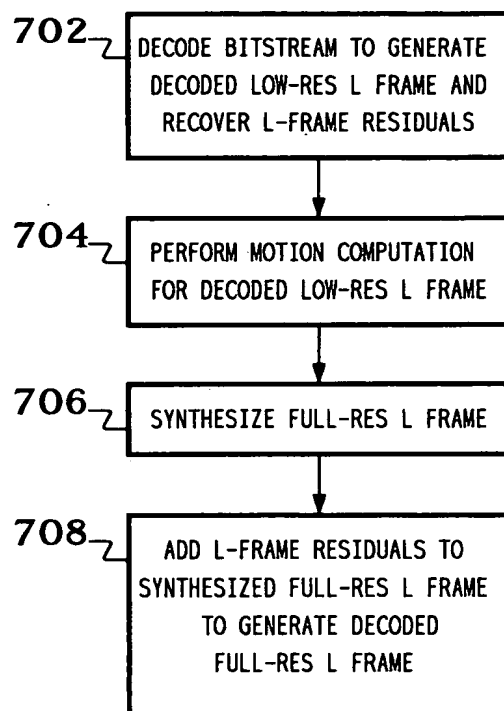 702
DECODE BITSTREAM TO GENERATE
DECODED LOW-RES L FRAME AND
RECOVER L-FRAME RESIDUALS
704
PERFORM MOTION COMPUTATION
FOR DECODED LOW-RES L FRAME
706
SYNTHESIZE FULL-RES L FRAME
708
ADD L-FRAME RESIDUALS TO
SYNTHESIZED FULL-RES L FRAME
TO GENERATE DECODED
FULL-RES L FRAME